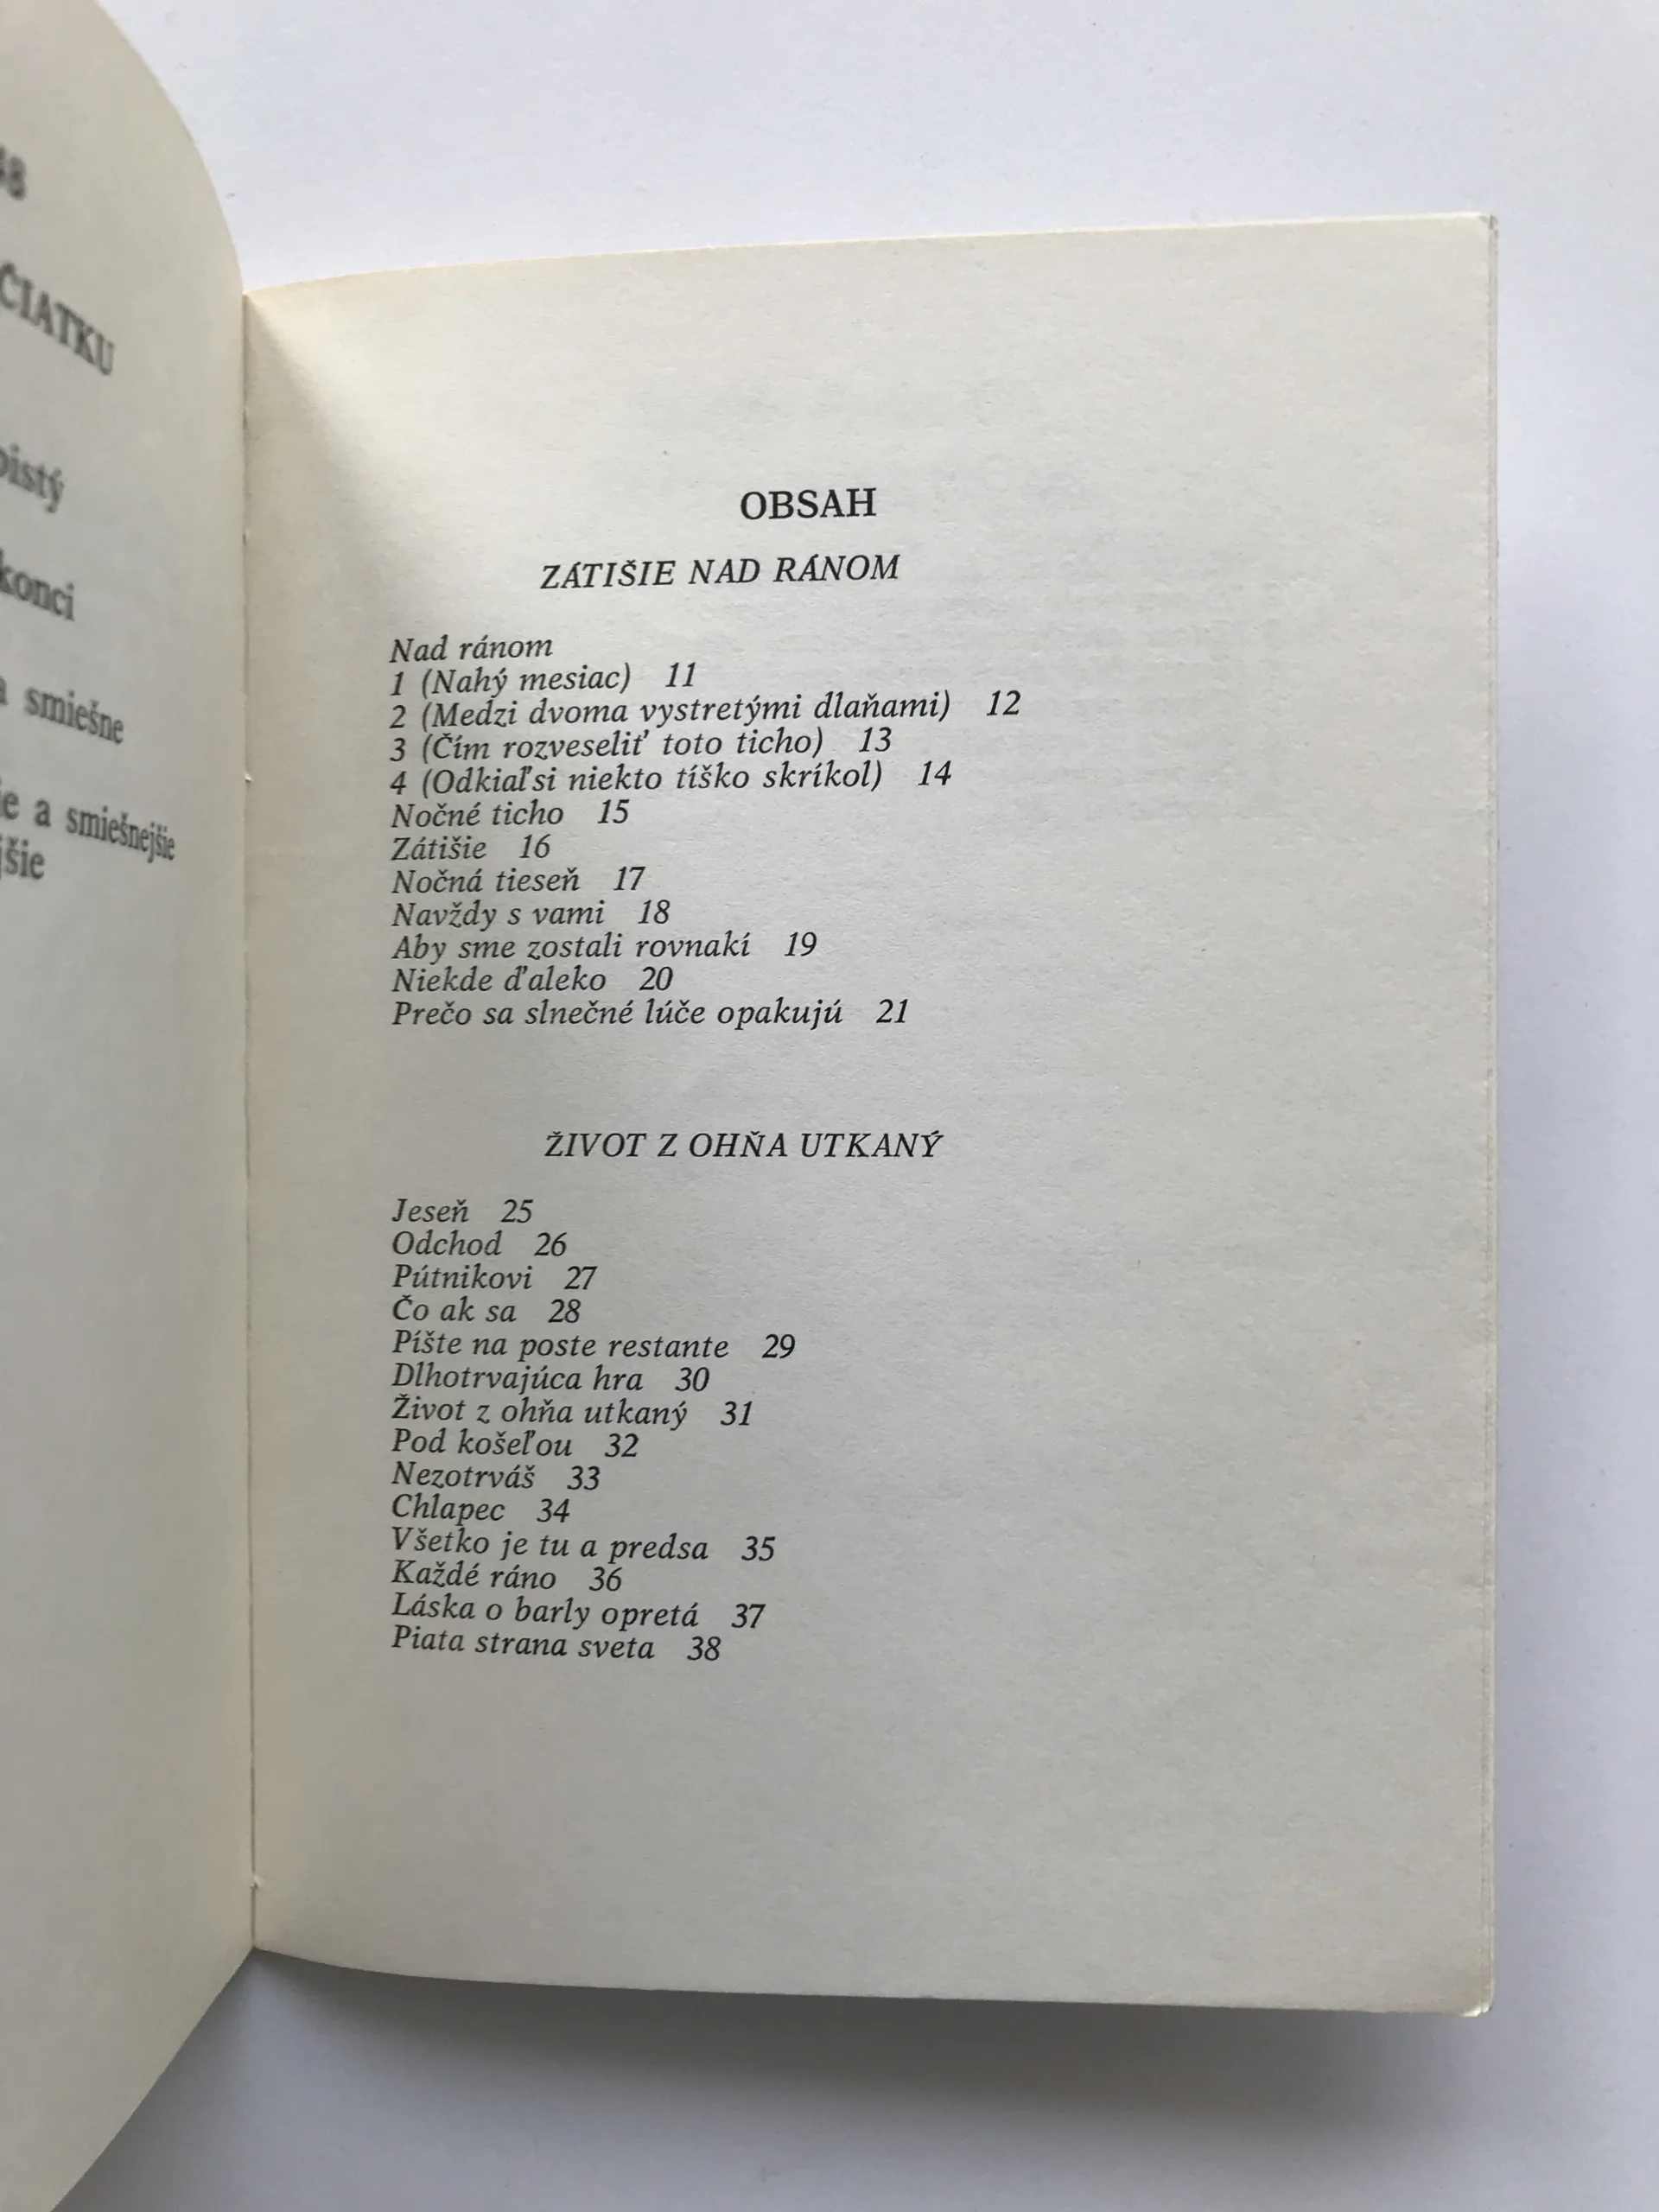 konci
smiešne
a smiešnejšie
OBSAH
ZÁTIŠIE NAD RÁNOM
Nad ránom
1 (Nahý mesiac) 11
2 (Medzi dvoma vystretými dlaňami) 12
3 (Čím rozveseliť toto ticho) 13
4 (Odkiaľsi niekto tíško skríkol) 14
Nočné ticho 15
Zátišie 16
Nočná tieseň 17
Navždy s vami 18
Aby sme zostali rovnakí 19
Niekde ďaleko 20
Prečo sa slnečné lúče opakujú 21
ŽIVOT Z OHŇA UTKANÝ
Jeseň 25
Odchod 26
Pútnikovi 27
Čo ak sa 28
Píšte na poste restante 29
Dlhotrvajúca hra 30
Život z ohňa utkaný 31
Pod košeľou 32
Nezotrváš 33
Chlapec 34
Všetko je tu a predsa 35
Každé ráno 36
Láska o barly opretá 37
Piata strana sveta 38